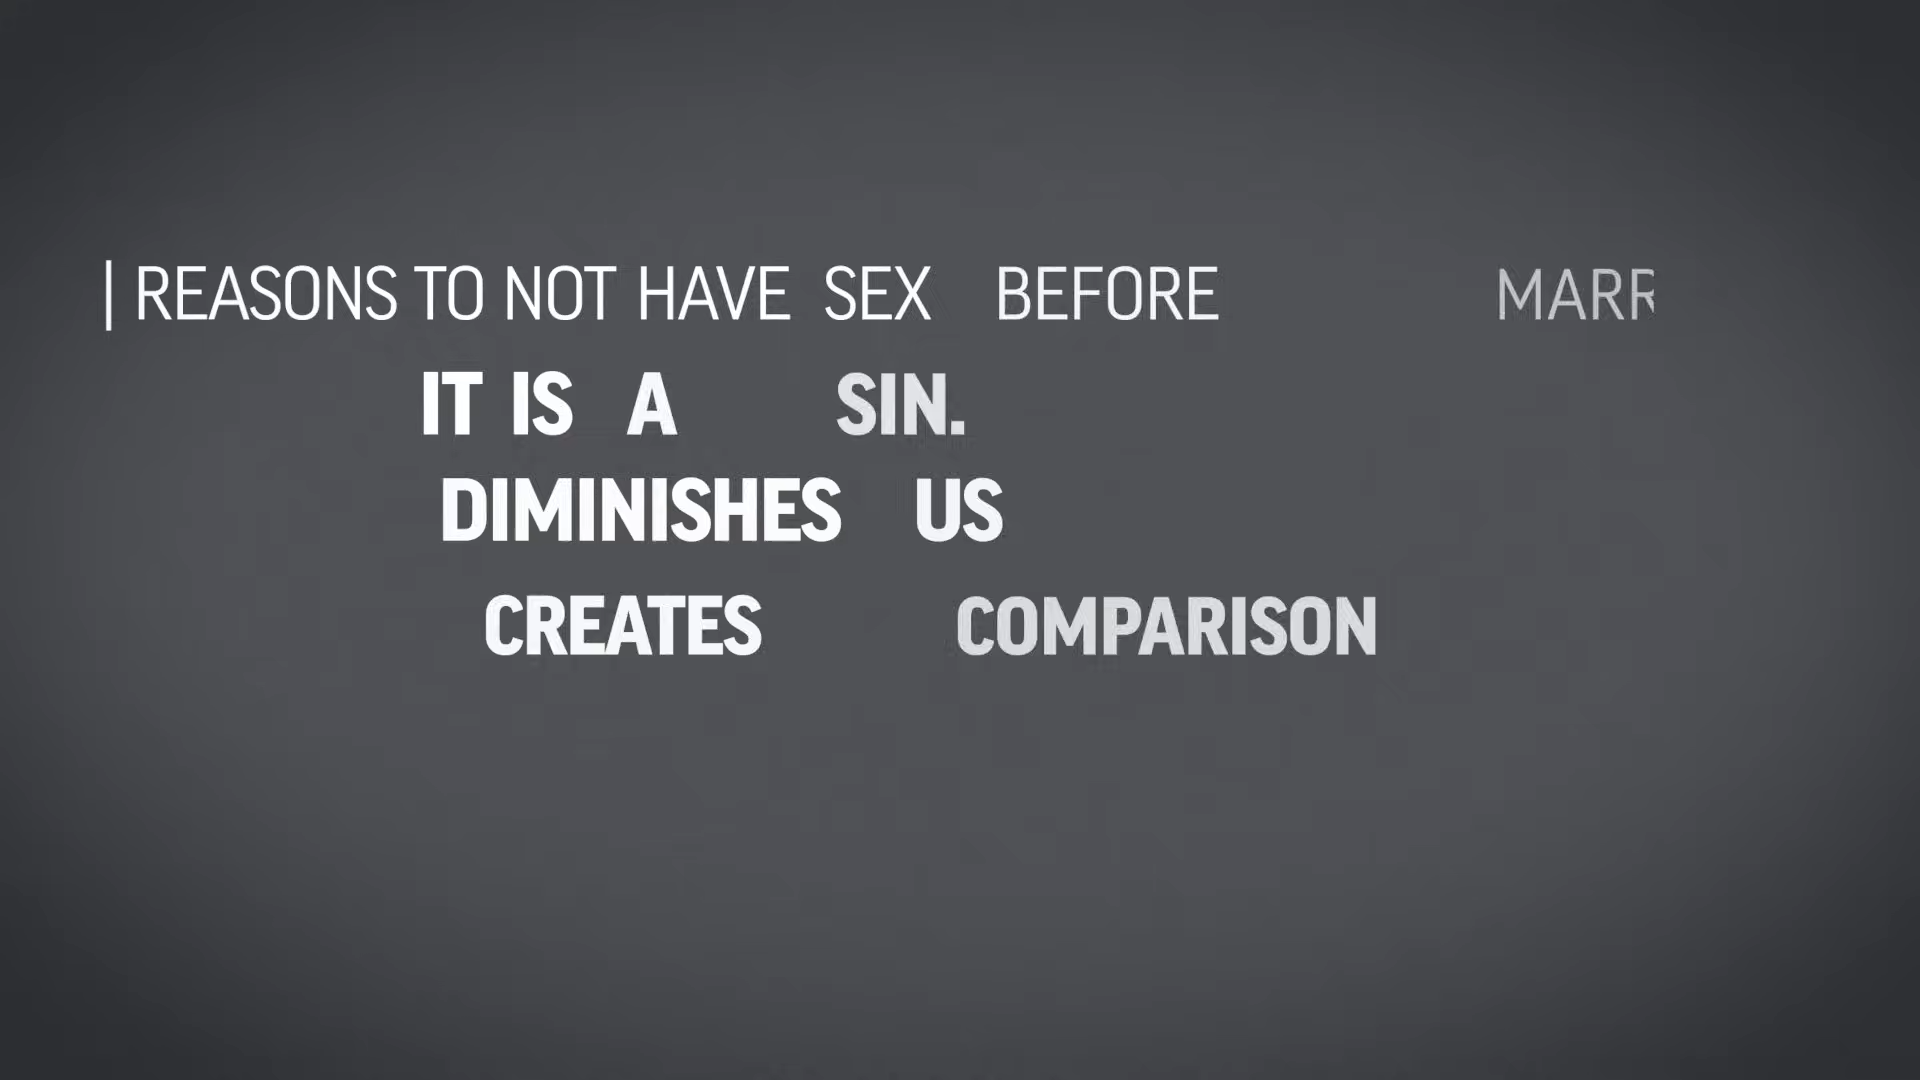 | REASONS TO NOT HAVE SEX BEFORE MARR
IT IS A SIN.
DIMINISHES US
CREATES COMPARISON